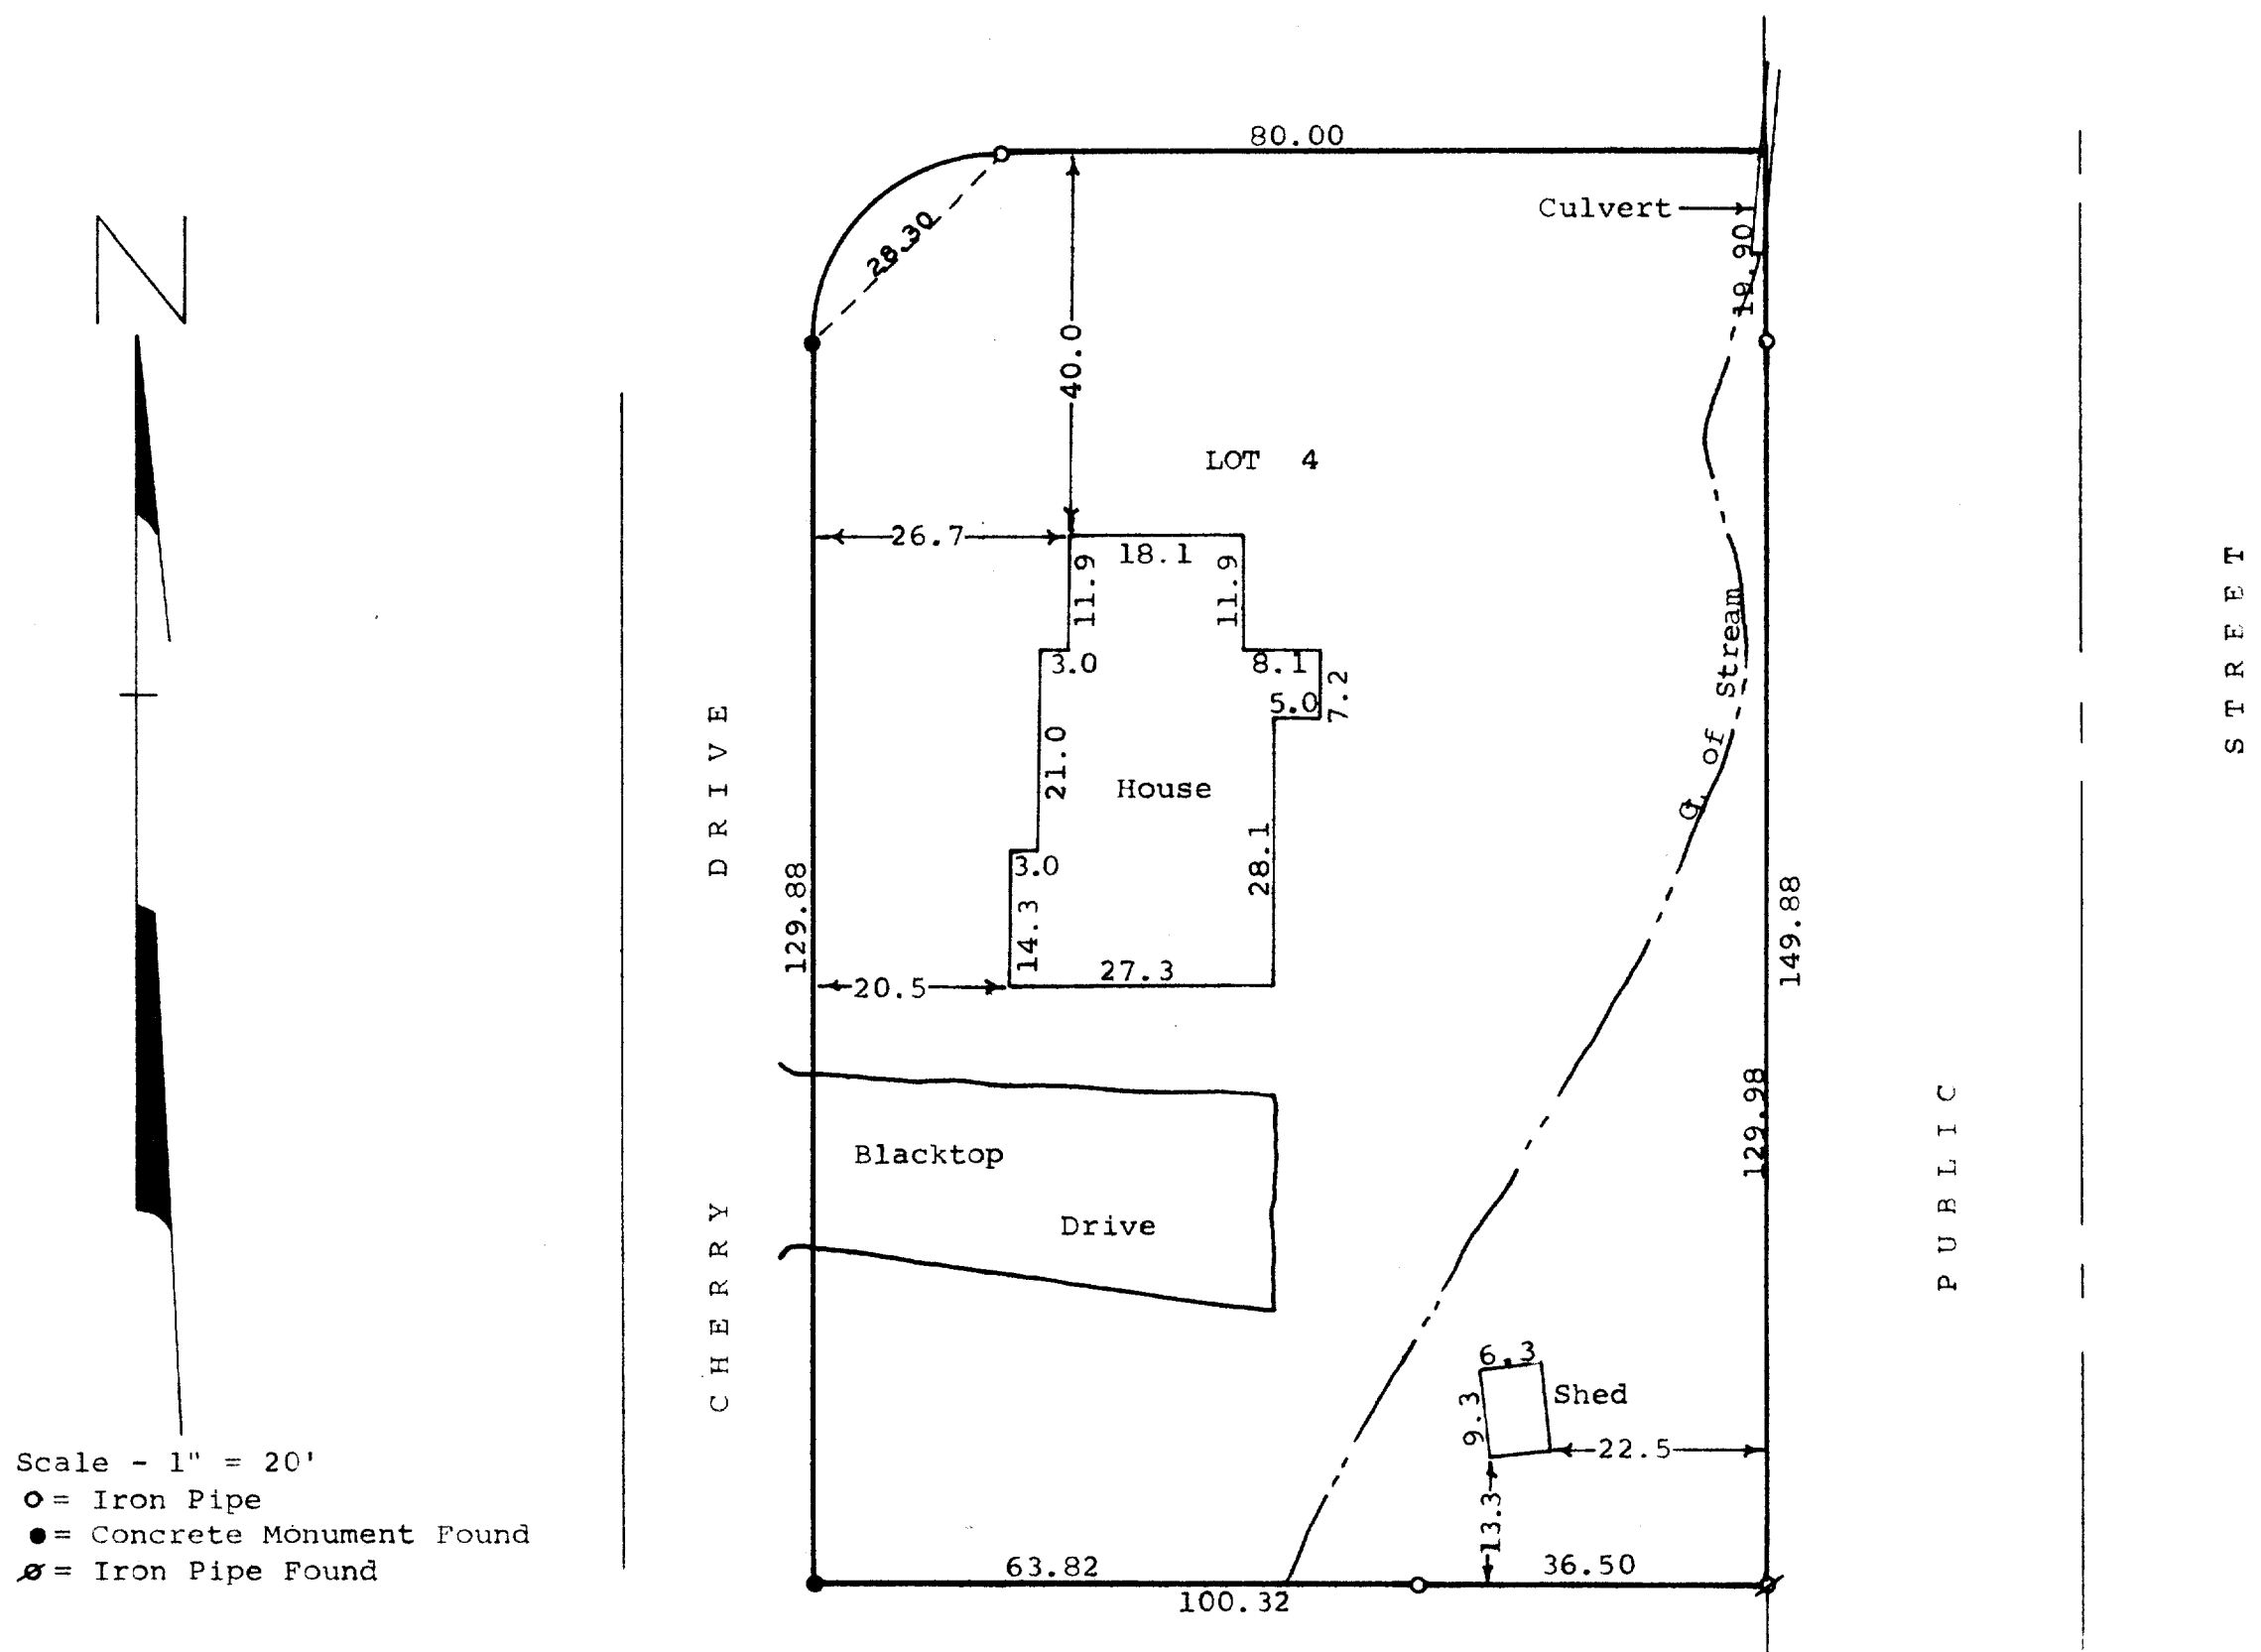 80.00
Culvert
N
28.30
19.90
40.0
LOT 4
26.7
18.1
11.9
11.9
3.0
8.1
5.0
7.2
℄ of Stream
STREET
DRIVE
21.0
House
3.0
28.1
129.88
14.3
149.88
27.3
20.5
129.98
PUBLIC
Blacktop
Drive
CHERRY
6.3
Shed
9.3
22.5
Scale - 1" = 20'
= Iron Pipe
= Concrete Monument Found
= Iron Pipe Found
13.3
63.82
36.50
100.32